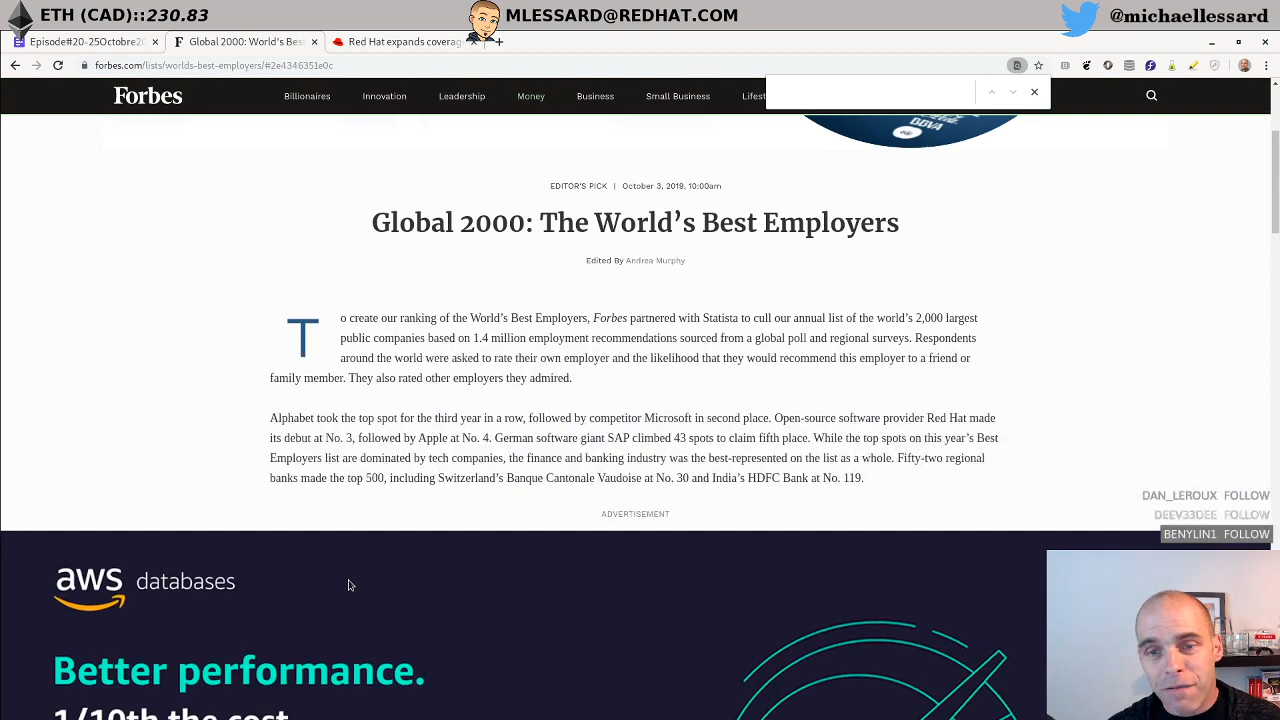 ETH (CAD)::230.83
MLESSARD@REDHAT.COM
@michaellessard
Episode#20-25Octobre20
Global 2000: World's Bes
Red Hat expands coverag
forbes.com/lists/worlds-best-employers/#2e4346351e0c
Forbes
Billionaires
Innovation
Leadership
Money
Business
Small Business
Lifest
EDITOR'S PICK | October 3, 2019, 10:00am
Global 2000: The World's Best Employers
Edited By Andrea Murphy
To create our ranking of the World's Best Employers, Forbes partnered with Statista to cull our annual list of the world's 2,000 largest
public companies based on 1.4 million employment recommendations sourced from a global poll and regional surveys. Respondents
around the world were asked to rate their own employer and the likelihood that they would recommend this employer to a friend or
family member. They also rated other employers they admired.
Alphabet took the top spot for the third year in a row, followed by competitor Microsoft in second place. Open-source software provider Red Hat made
its debut at No. 3, followed by Apple at No. 4. German software giant SAP climbed 43 spots to claim fifth place. While the top spots on this year's Best
Employers list are dominated by tech companies, the finance and banking industry was the best-represented on the list as a whole. Fifty-two regional
banks made the top 500, including Switzerland's Banque Cantonale Vaudoise at No. 30 and India's HDFC Bank at No. 119.
ADVERTISEMENT
DAN_LEROUX FOLLOW
DEEV33DEE FOLLOW
BENYLIN1 FOLLOW
aws databases
Better performance.
1/10th the cost
BBVA